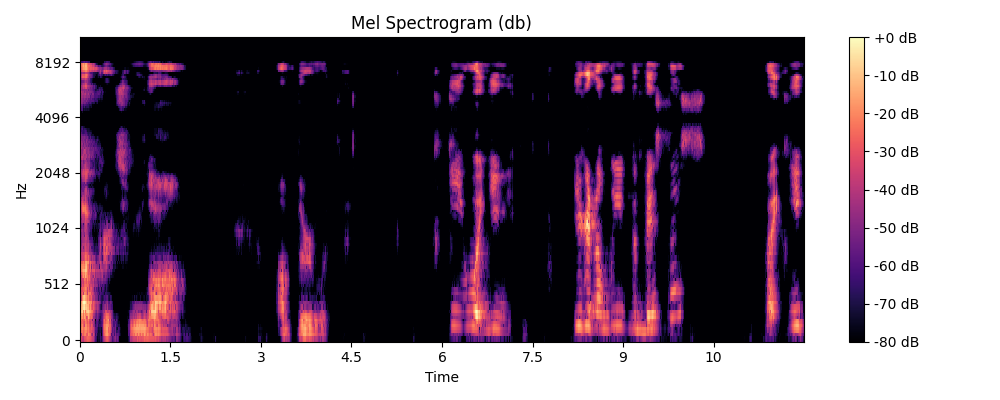 Mel Spectrogram (db)
8192
4096
2048
1024
512
0
Hz
0 1.5 3 4.5 6 7.5 9 10
Time
+0 dB
-10 dB
-20 dB
-30 dB
-40 dB
-50 dB
-60 dB
-70 dB
-80 dB